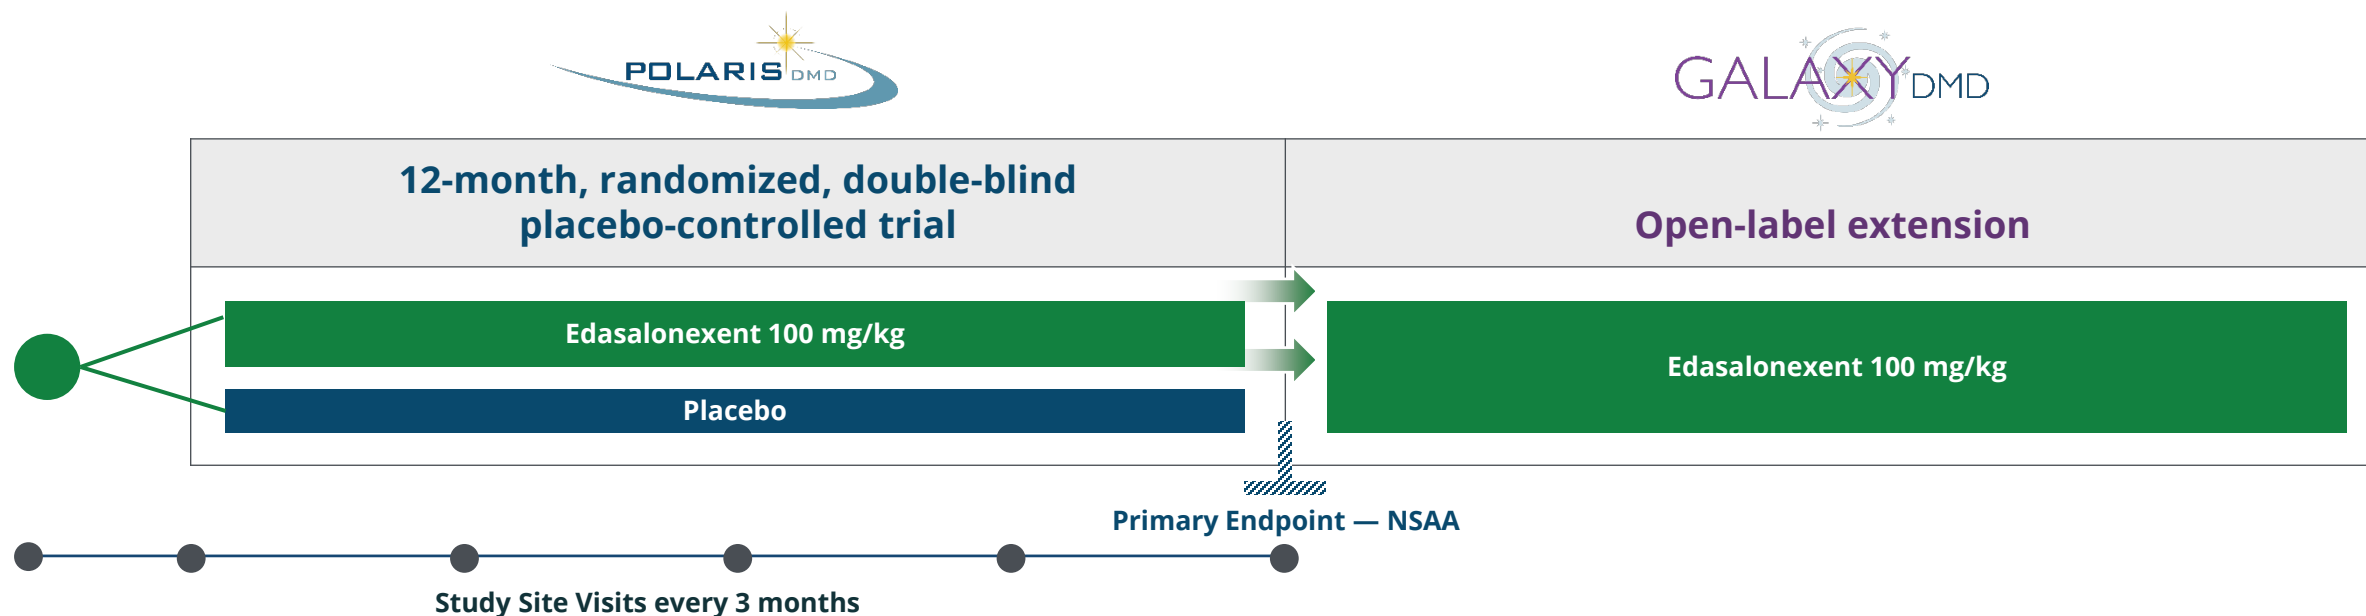 POLARIS DMD
GALAXY DMD
12-month, randomized, double-blind
placebo-controlled trial
Open-label extension
Edasalonexent 100 mg/kg
Placebo
Edasalonexent 100 mg/kg
Primary Endpoint — NSAA
Study Site Visits every 3 months